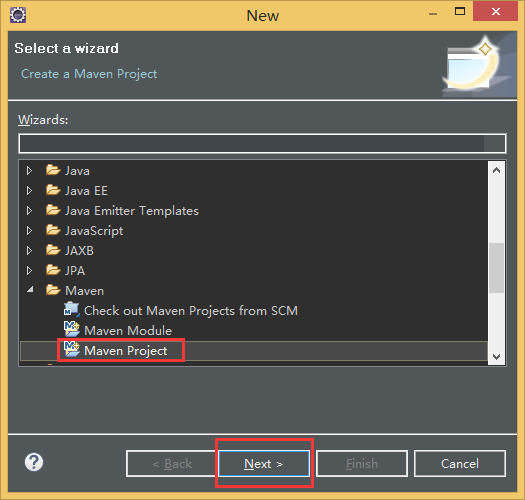 New
Select a wizard
Create a Maven Project
Wizards:
Java
Java EE
Java Emitter Templates
JavaScript
JAXB
JPA
Maven
Check out Maven Projects from SCM
Maven Module
Maven Project
< Back
Next >
Finish
Cancel